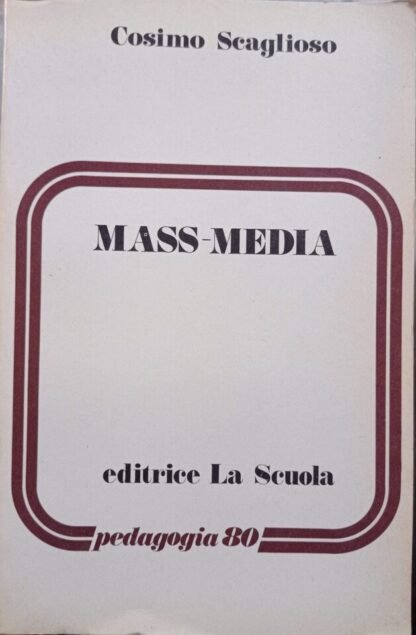 Cosimo Scaglioso
MASS-MEDIA
editrice La Scuola
pedagogia 80